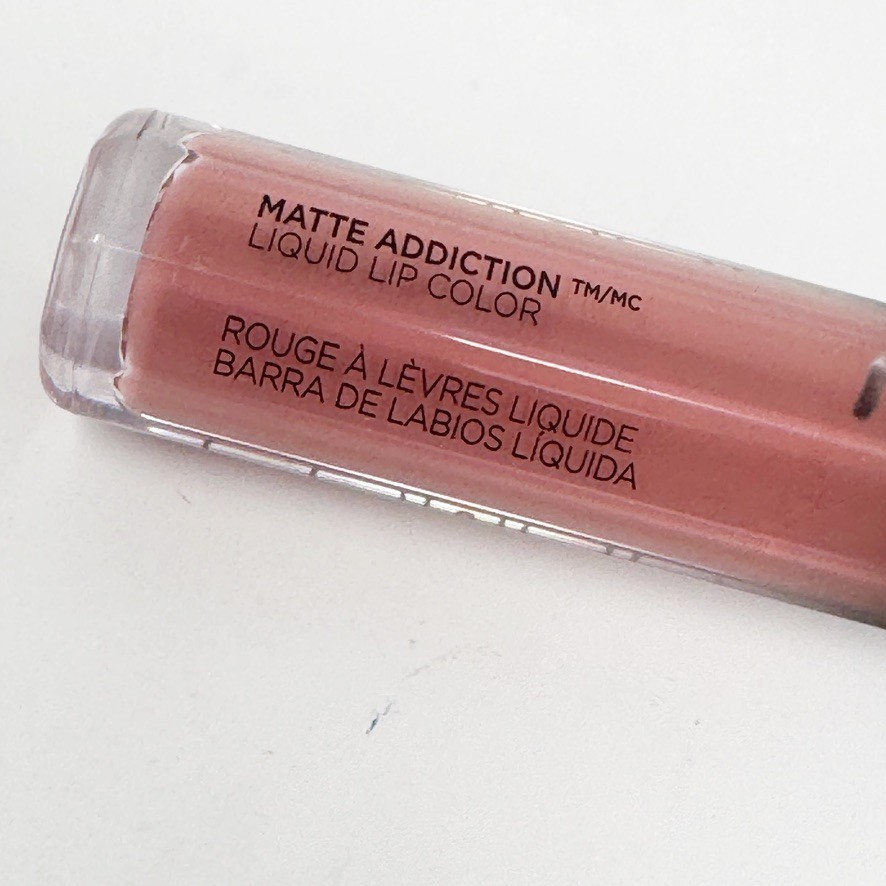 MATTE ADDICTION ™/MC
LIQUID LIP COLOR
ROUGE À LÈVRES LIQUIDE
BARRA DE LABIOS LÍQUIDA